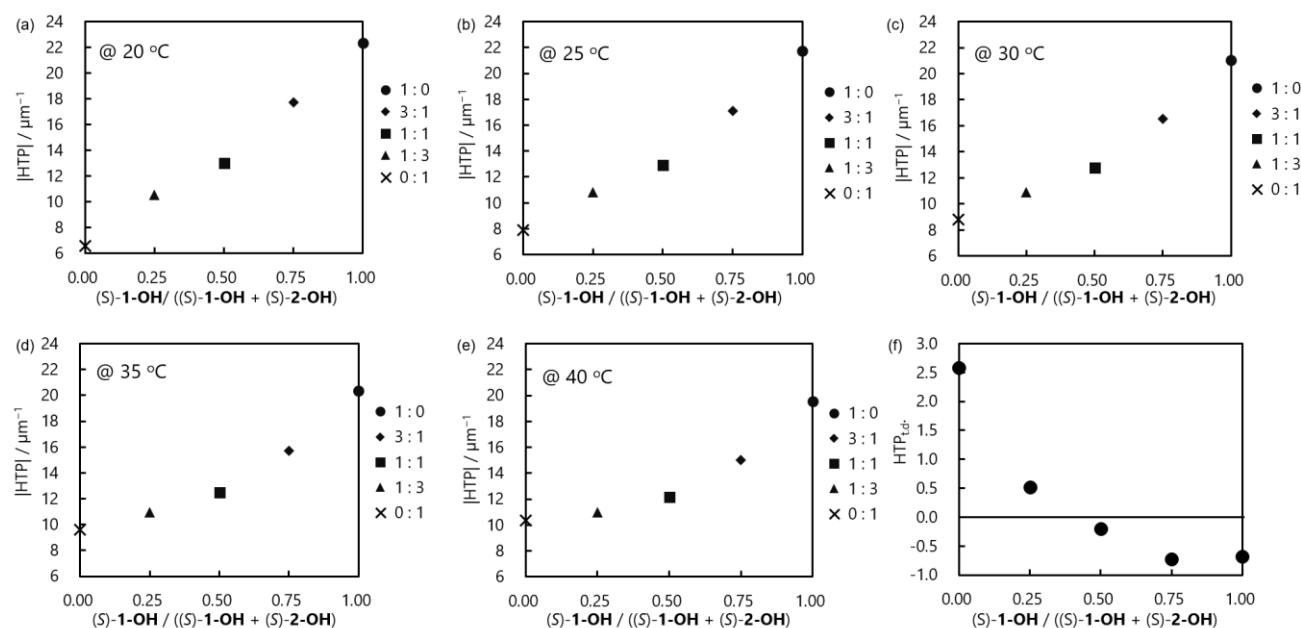 (a)
24
22
20
18
16
14
12
10
8
6
|HTP| / μm⁻¹
@ 20 °C
0.00 0.25 0.50 0.75 1.00
(S)-1-OH/ ((S)-1-OH + (S)-2-OH)
1 : 0
3 : 1
1 : 1
1 : 3
0 : 1
(b)
24
22
20
18
16
14
12
10
8
6
|HTP| / μm⁻¹
@ 25 °C
0.00 0.25 0.50 0.75 1.00
(S)-1-OH / ((S)-1-OH + (S)-2-OH)
1 : 0
3 : 1
1 : 1
1 : 3
0 : 1
(c)
24
22
20
18
16
14
12
10
8
6
|HTP| / μm⁻¹
@ 30 °C
0.00 0.25 0.50 0.75 1.00
(S)-1-OH / ((S)-1-OH + (S)-2-OH)
1 : 0
3 : 1
1 : 1
1 : 3
0 : 1
(d)
24
22
20
18
16
14
12
10
8
6
|HTP| / μm⁻¹
@ 35 °C
0.00 0.25 0.50 0.75 1.00
(S)-1-OH / ((S)-1-OH + (S)-2-OH)
1 : 0
3 : 1
1 : 1
1 : 3
0 : 1
(e)
24
22
20
18
16
14
12
10
8
6
|HTP| / μm⁻¹
@ 40 °C
0.00 0.25 0.50 0.75 1.00
(S)-1-OH / ((S)-1-OH + (S)-2-OH)
1 : 0
3 : 1
1 : 1
1 : 3
0 : 1
(f)
3.0
2.5
2.0
1.5
1.0
0.5
0.0
-0.5
-1.0
HTPt.d.
0.00 0.25 0.50 0.75 1.00
(S)-1-OH / ((S)-1-OH + (S)-2-OH)